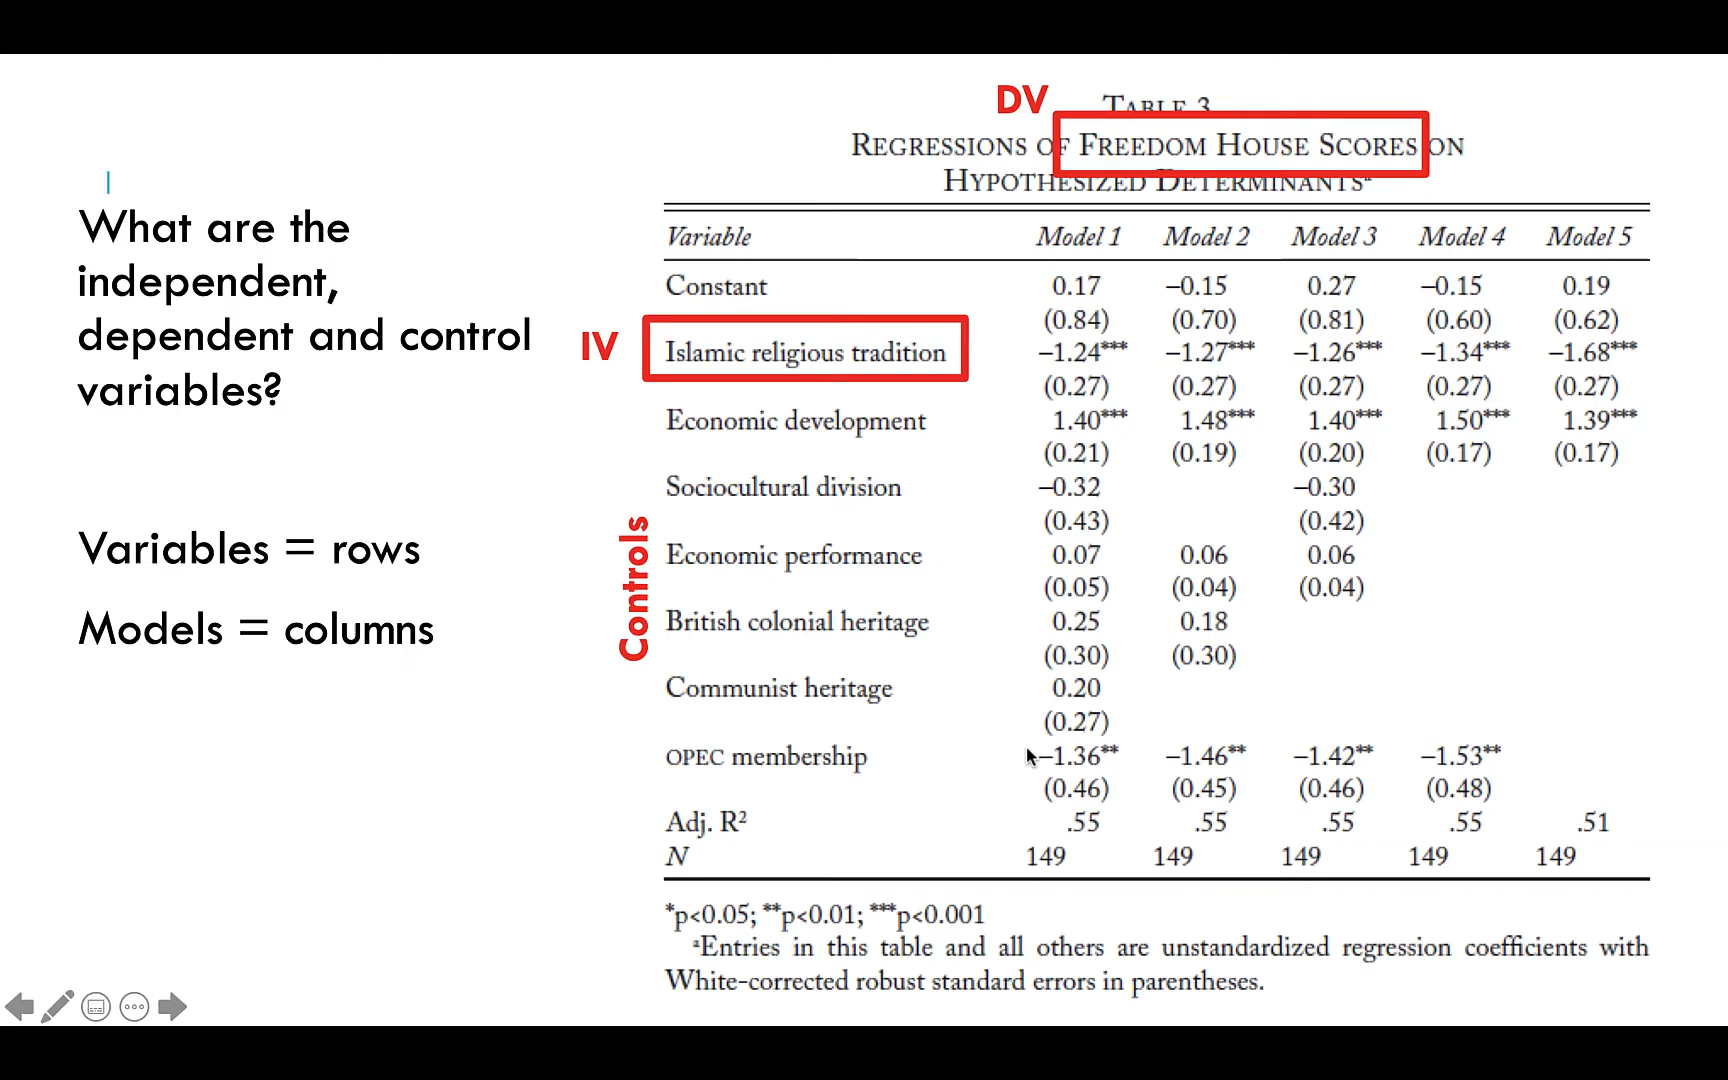 What are the
independent,
dependent and control
variables?
Variables = rows
Models = columns
DV
TABLE 3
REGRESSIONS OF FREEDOM HOUSE SCORES ON
HYPOTHESIZED DETERMINANTSª
Variable Model 1 Model 2 Model 3 Model 4 Model 5
Constant 0.17 –0.15 0.27 –0.15 0.19
(0.84) (0.70) (0.81) (0.60) (0.62)
IV
Islamic religious tradition –1.24*** –1.27*** –1.26*** –1.34*** –1.68***
(0.27) (0.27) (0.27) (0.27) (0.27)
Economic development 1.40*** 1.48*** 1.40*** 1.50*** 1.39***
(0.21) (0.19) (0.20) (0.17) (0.17)
Controls
Sociocultural division –0.32 –0.30
(0.43) (0.42)
Economic performance 0.07 0.06 0.06
(0.05) (0.04) (0.04)
British colonial heritage 0.25 0.18
(0.30) (0.30)
Communist heritage 0.20
(0.27)
OPEC membership –1.36** –1.46** –1.42** –1.53**
(0.46) (0.45) (0.46) (0.48)
Adj. R² .55 .55 .55 .55 .51
N 149 149 149 149 149
*p<0.05; **p<0.01; ***p<0.001
ªEntries in this table and all others are unstandardized regression coefficients with
White-corrected robust standard errors in parentheses.